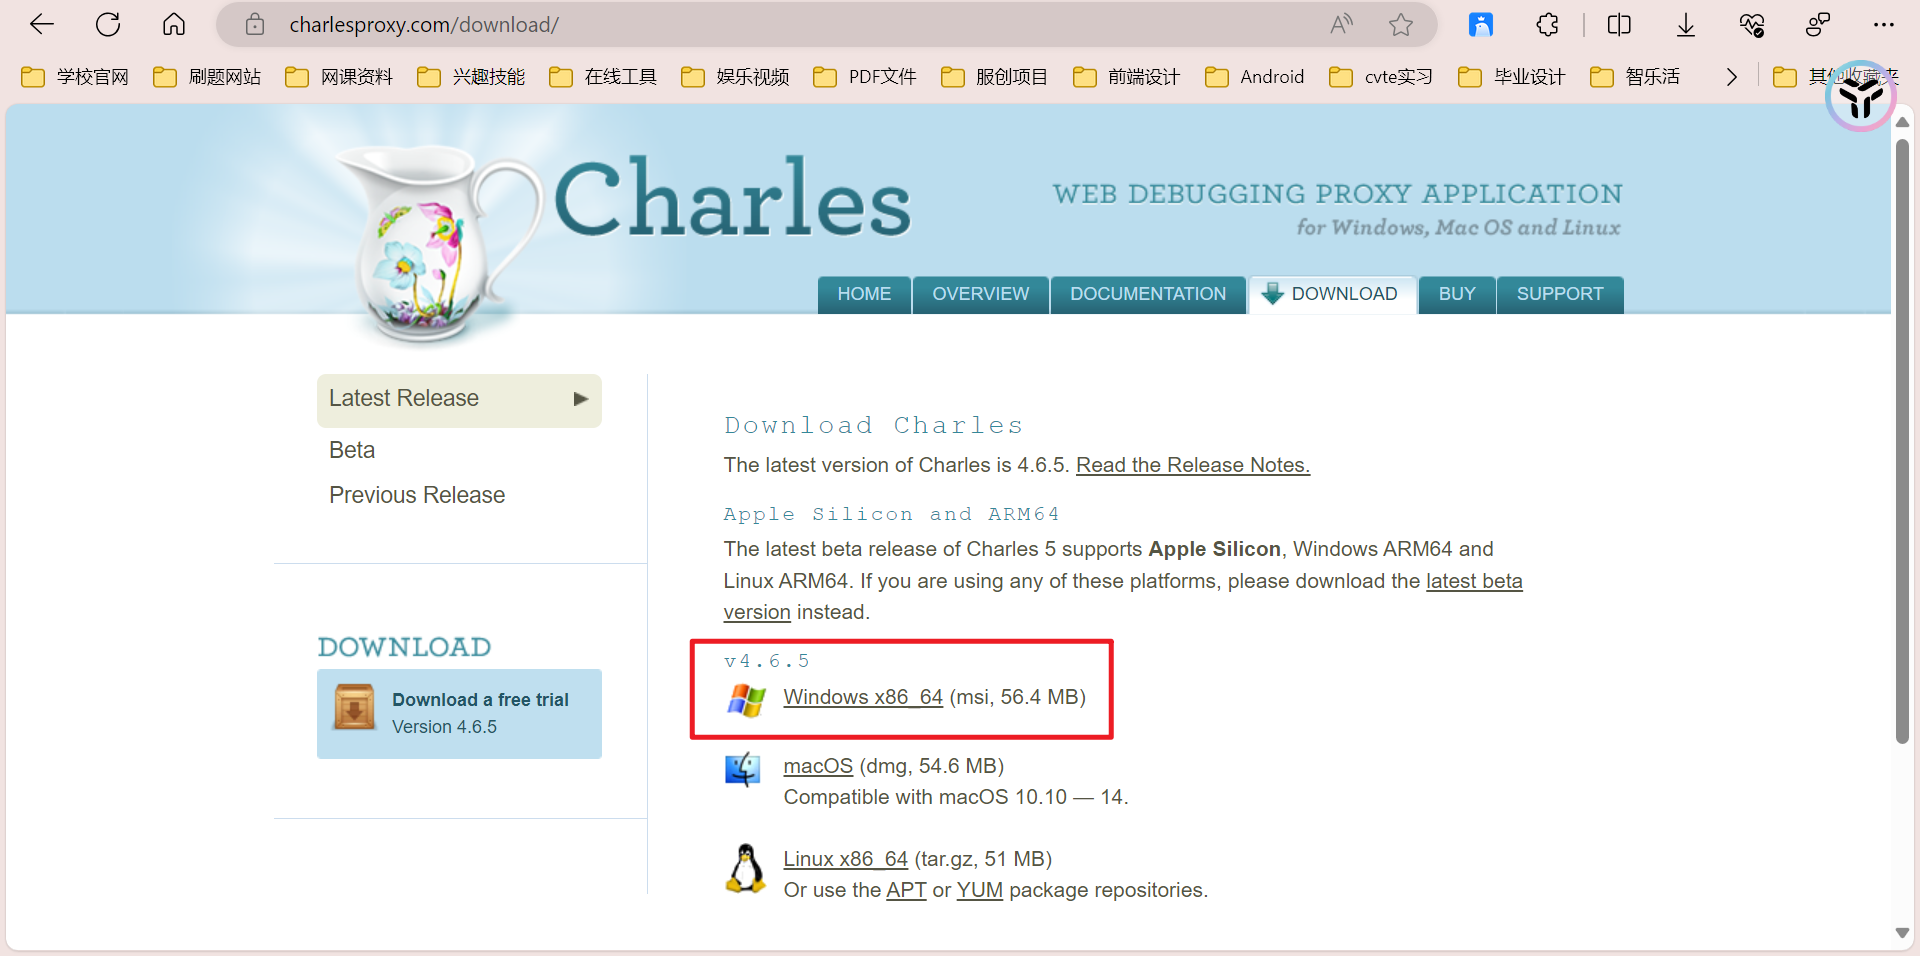 charlesproxy.com/download/
学校官网 刷题网站 网课资料 兴趣技能 在线工具 娱乐视频 PDF文件 服创项目 前端设计 Android cvte实习 毕业设计 智乐活
Charles
WEB DEBUGGING PROXY APPLICATION
for Windows, Mac OS and Linux
HOME OVERVIEW DOCUMENTATION DOWNLOAD BUY SUPPORT
Latest Release
Beta
Previous Release
DOWNLOAD
Download a free trial
Version 4.6.5
Download Charles
The latest version of Charles is 4.6.5. Read the Release Notes.
Apple Silicon and ARM64
The latest beta release of Charles 5 supports Apple Silicon, Windows ARM64 and
Linux ARM64. If you are using any of these platforms, please download the latest beta
version instead.
v4.6.5
Windows x86_64 (msi, 56.4 MB)
macOS (dmg, 54.6 MB)
Compatible with macOS 10.10 — 14.
Linux x86_64 (tar.gz, 51 MB)
Or use the APT or YUM package repositories.